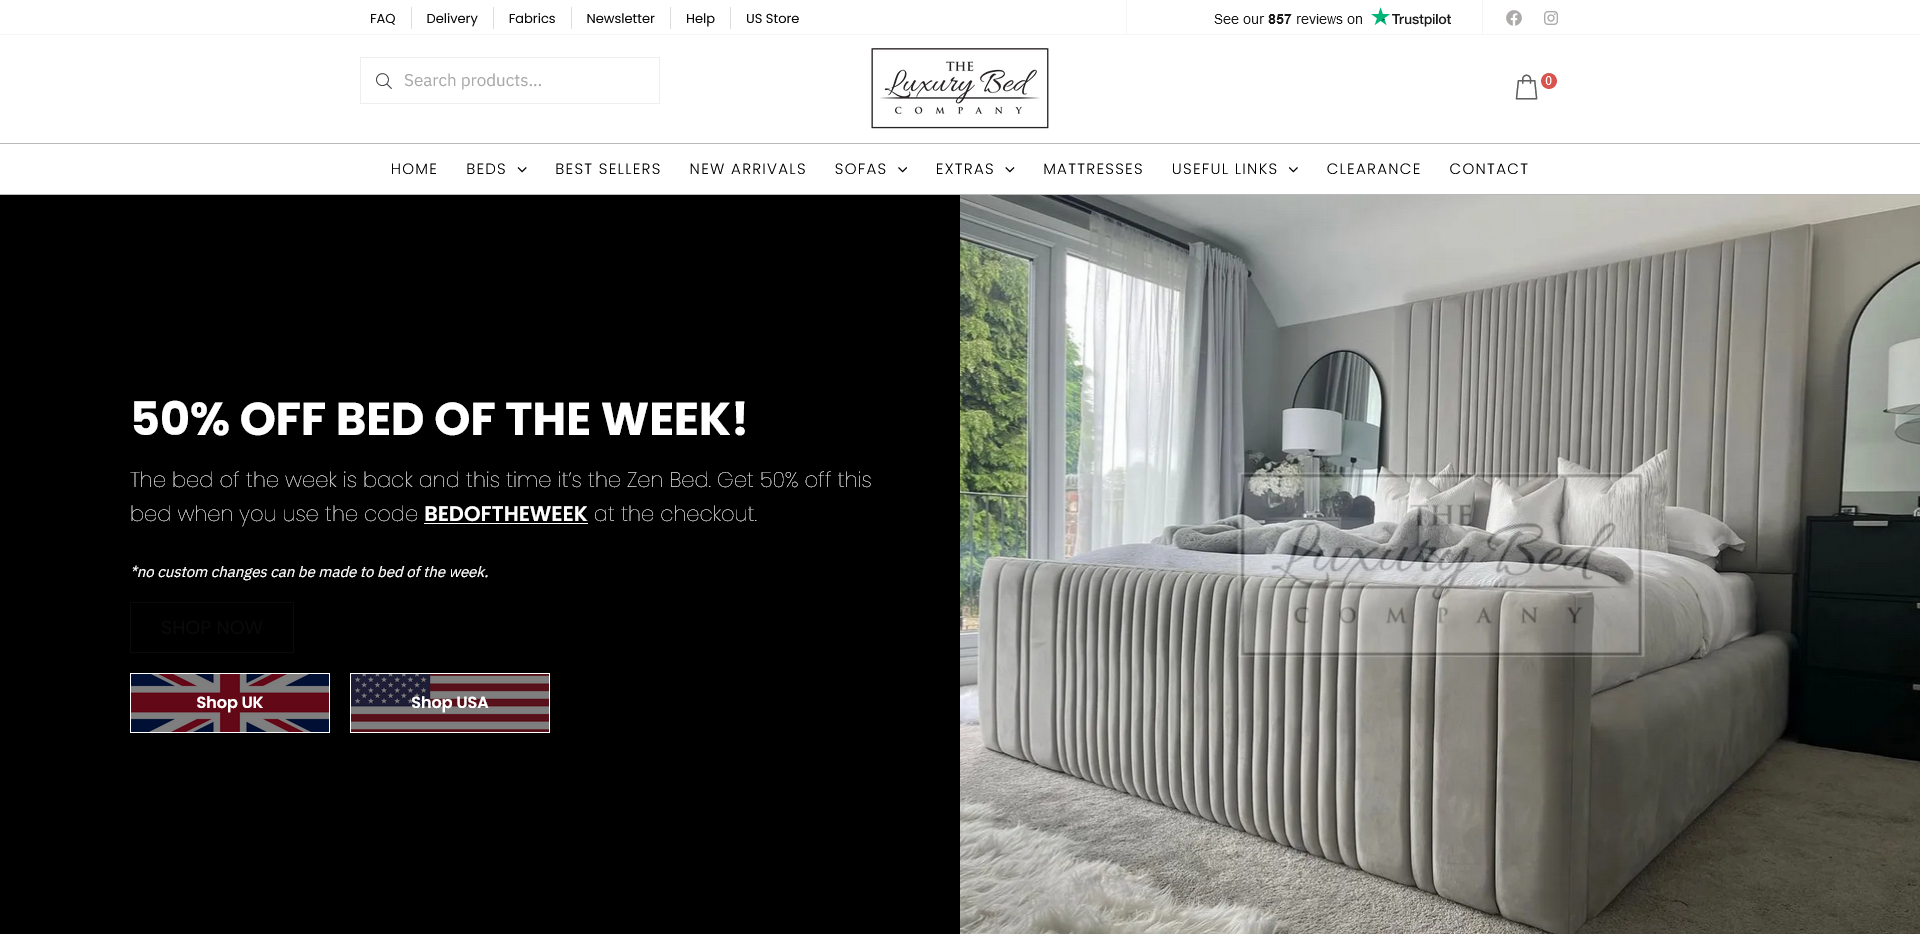 FAQ Delivery Fabrics Newsletter Help US Store See our 857 reviews on Trustpilot
Search products...
THE
Luxury Bed
COMPANY
0
HOME BEDS BEST SELLERS NEW ARRIVALS SOFAS EXTRAS MATTRESSES USEFUL LINKS CLEARANCE CONTACT
50% OFF BED OF THE WEEK!
The bed of the week is back and this time it's the Zen Bed. Get 50% off this
bed when you use the code BEDOFTHEWEEK at the checkout.
*no custom changes can be made to bed of the week.
SHOP NOW
Shop UK Shop USA
THE
Luxury Bed
COMPANY